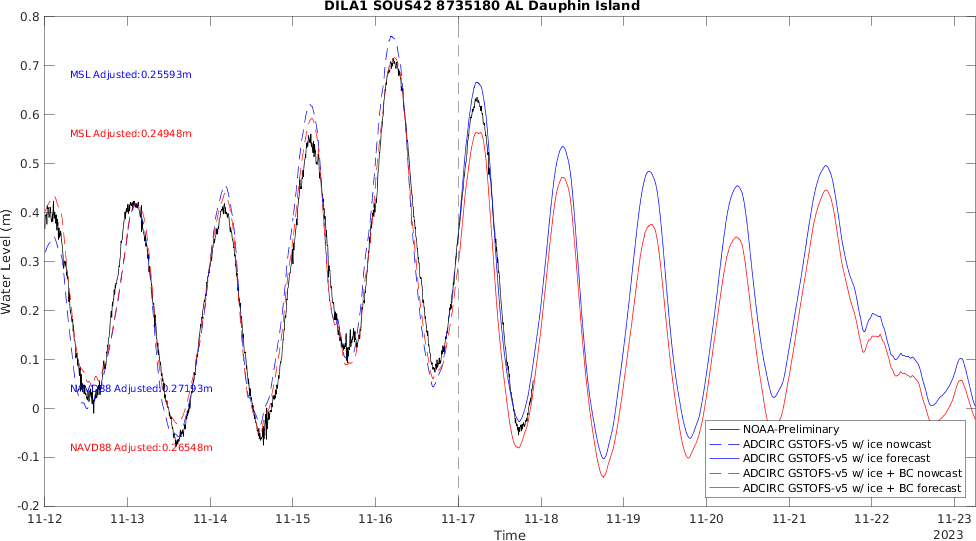 DILA1 SOUS42 8735180 AL Dauphin Island
0.8
0.7
0.6
0.5
0.4
0.3
0.2
0.1
0
-0.1
-0.2
Water Level (m)
MSL Adjusted:0.25593m
MSL Adjusted:0.24948m
NAVD88 Adjusted:0.27193m
NAVD88 Adjusted:0.26548m
NOAA-Preliminary
ADCIRC GSTOFS-v5 w/ ice nowcast
ADCIRC GSTOFS-v5 w/ ice forecast
ADCIRC GSTOFS-v5 w/ ice + BC nowcast
ADCIRC GSTOFS-v5 w/ ice + BC forecast
11-12 11-13 11-14 11-15 11-16 11-17 11-18 11-19 11-20 11-21 11-22 11-23
Time
2023